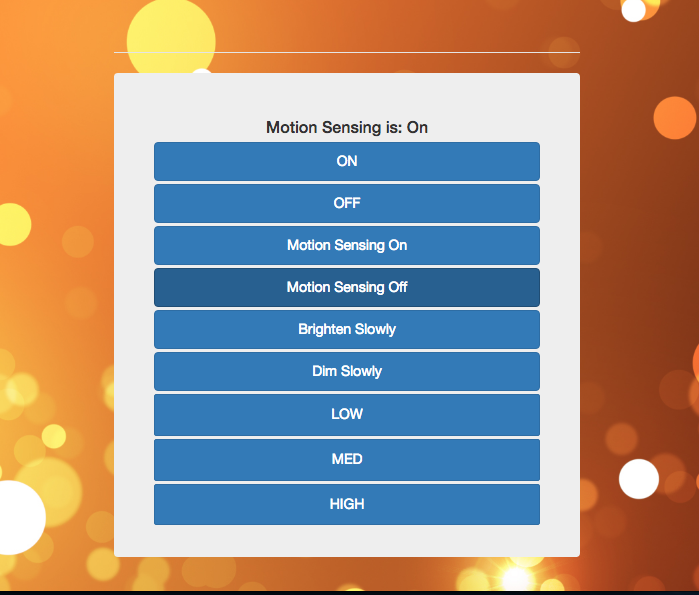 Motion Sensing is: On
ON
OFF
Motion Sensing On
Motion Sensing Off
Brighten Slowly
Dim Slowly
LOW
MED
HIGH